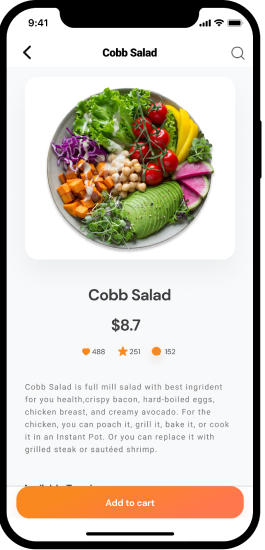 9:41
Cobb Salad
Cobb Salad
$8.7
488 251 152
Cobb Salad is full mill salad with best ingrident
for you health,crispy bacon, hard-boiled eggs,
chicken breast, and creamy avocado. For the
chicken, you can poach it, grill it, bake it, or cook
it in an Instant Pot. Or you can replace it with
grilled steak or sautéed shrimp.
Add to cart